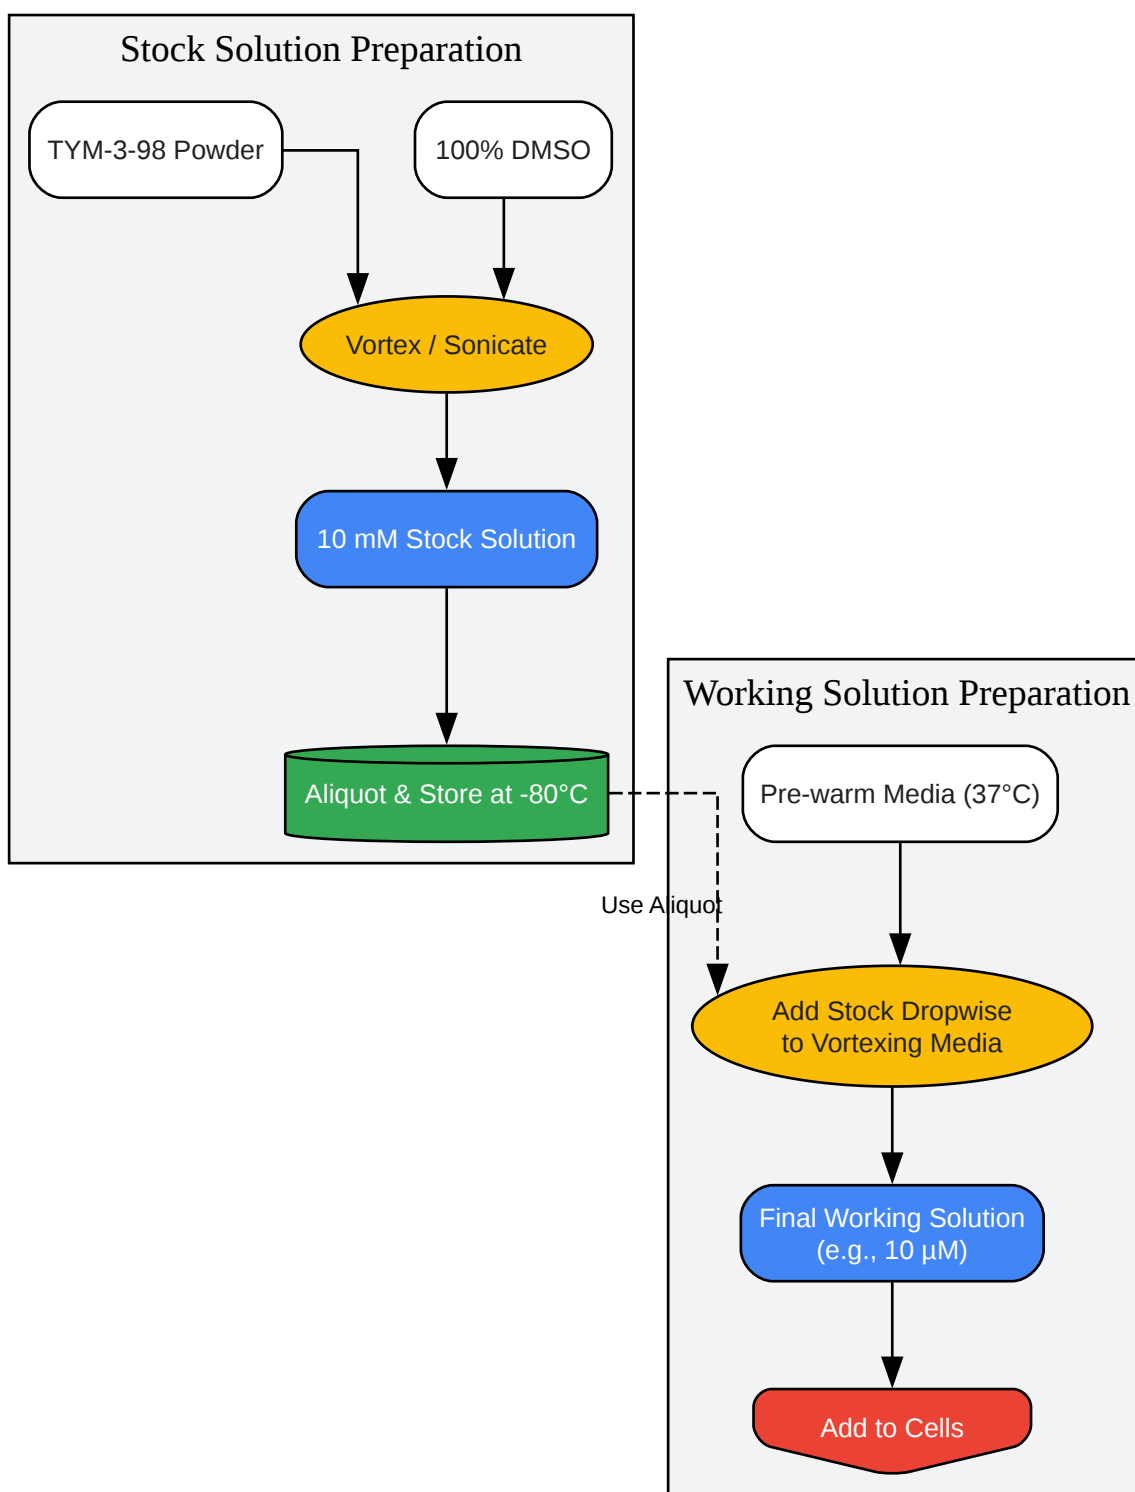 Stock Solution Preparation
TYM-3-98 Powder
100% DMSO
Vortex / Sonicate
10 mM Stock Solution
Aliquot & Store at -80°C
Use Aliquot
Working Solution Preparation
Pre-warm Media (37°C)
Add Stock Dropwise
to Vortexing Media
Final Working Solution
(e.g., 10 µM)
Add to Cells